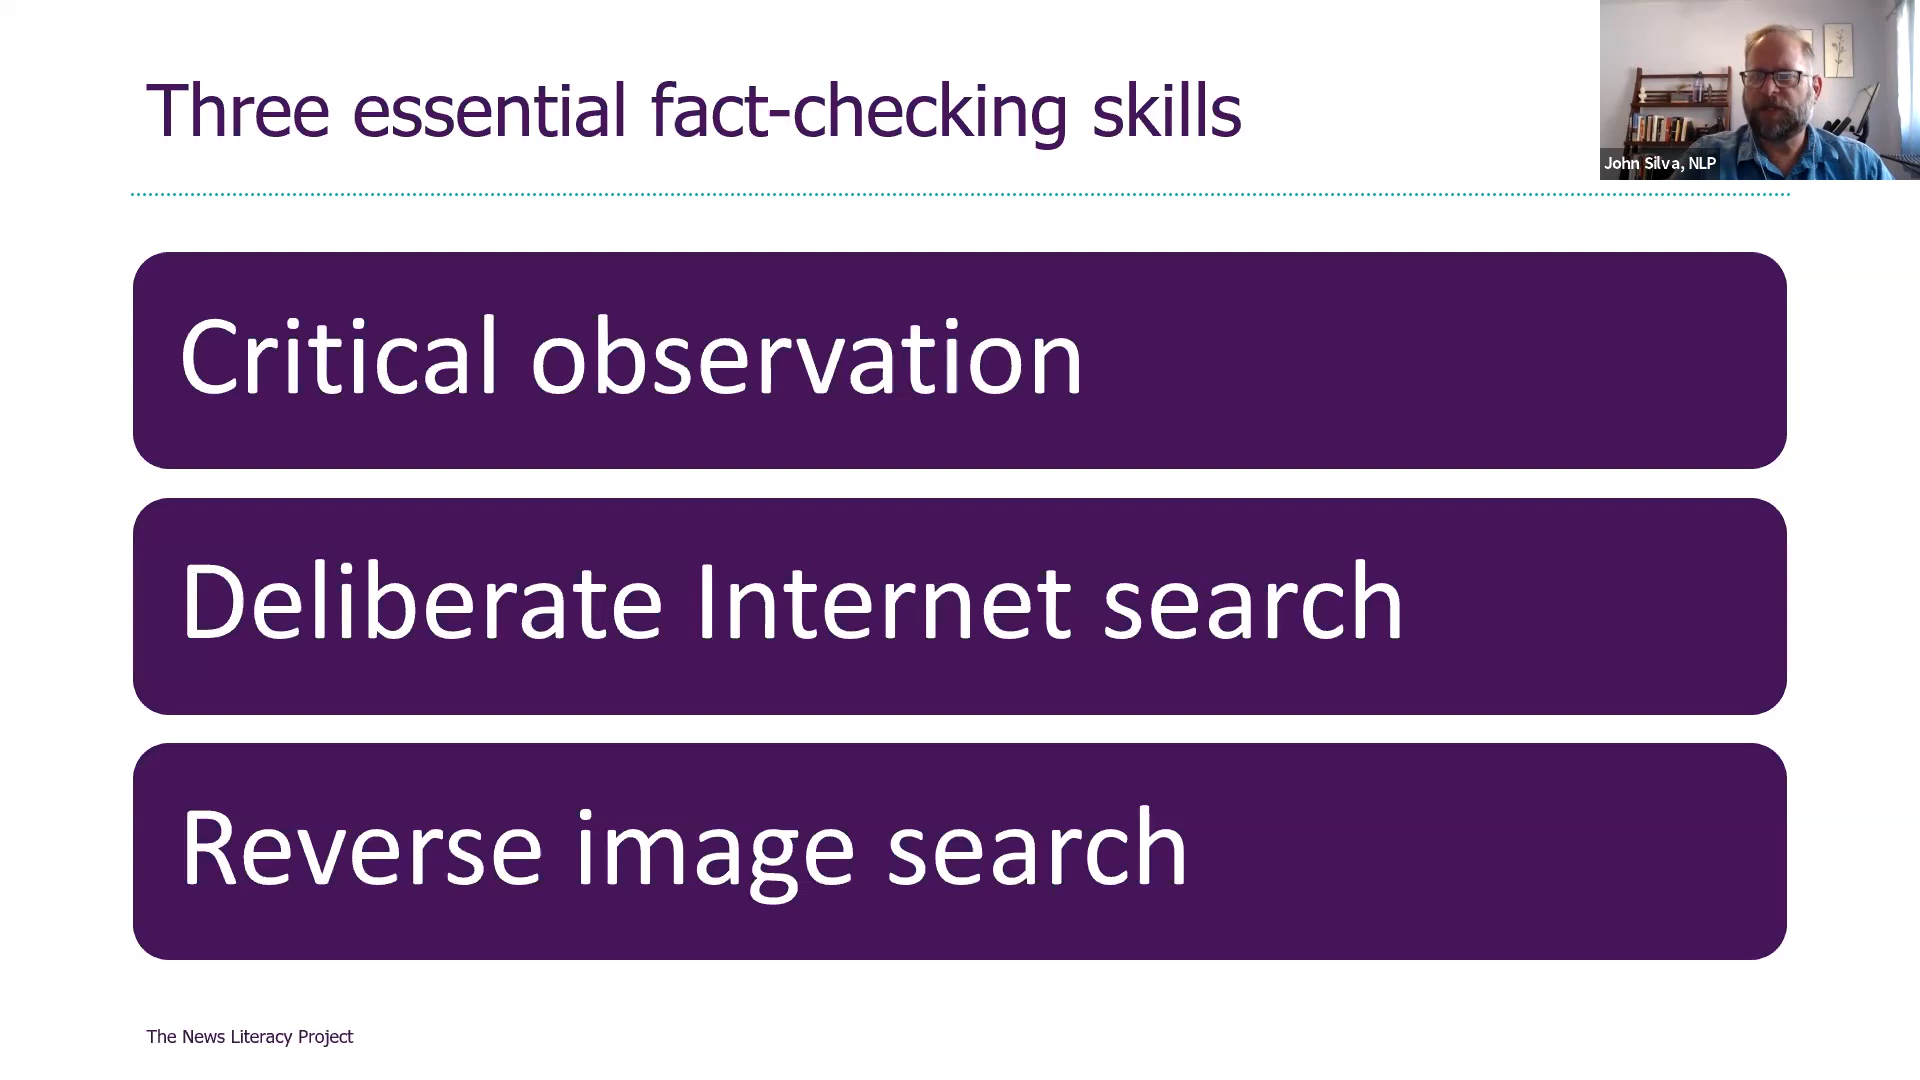 Three essential fact-checking skills
John Silva, NLP
Critical observation
Deliberate Internet search
Reverse image search
The News Literacy Project